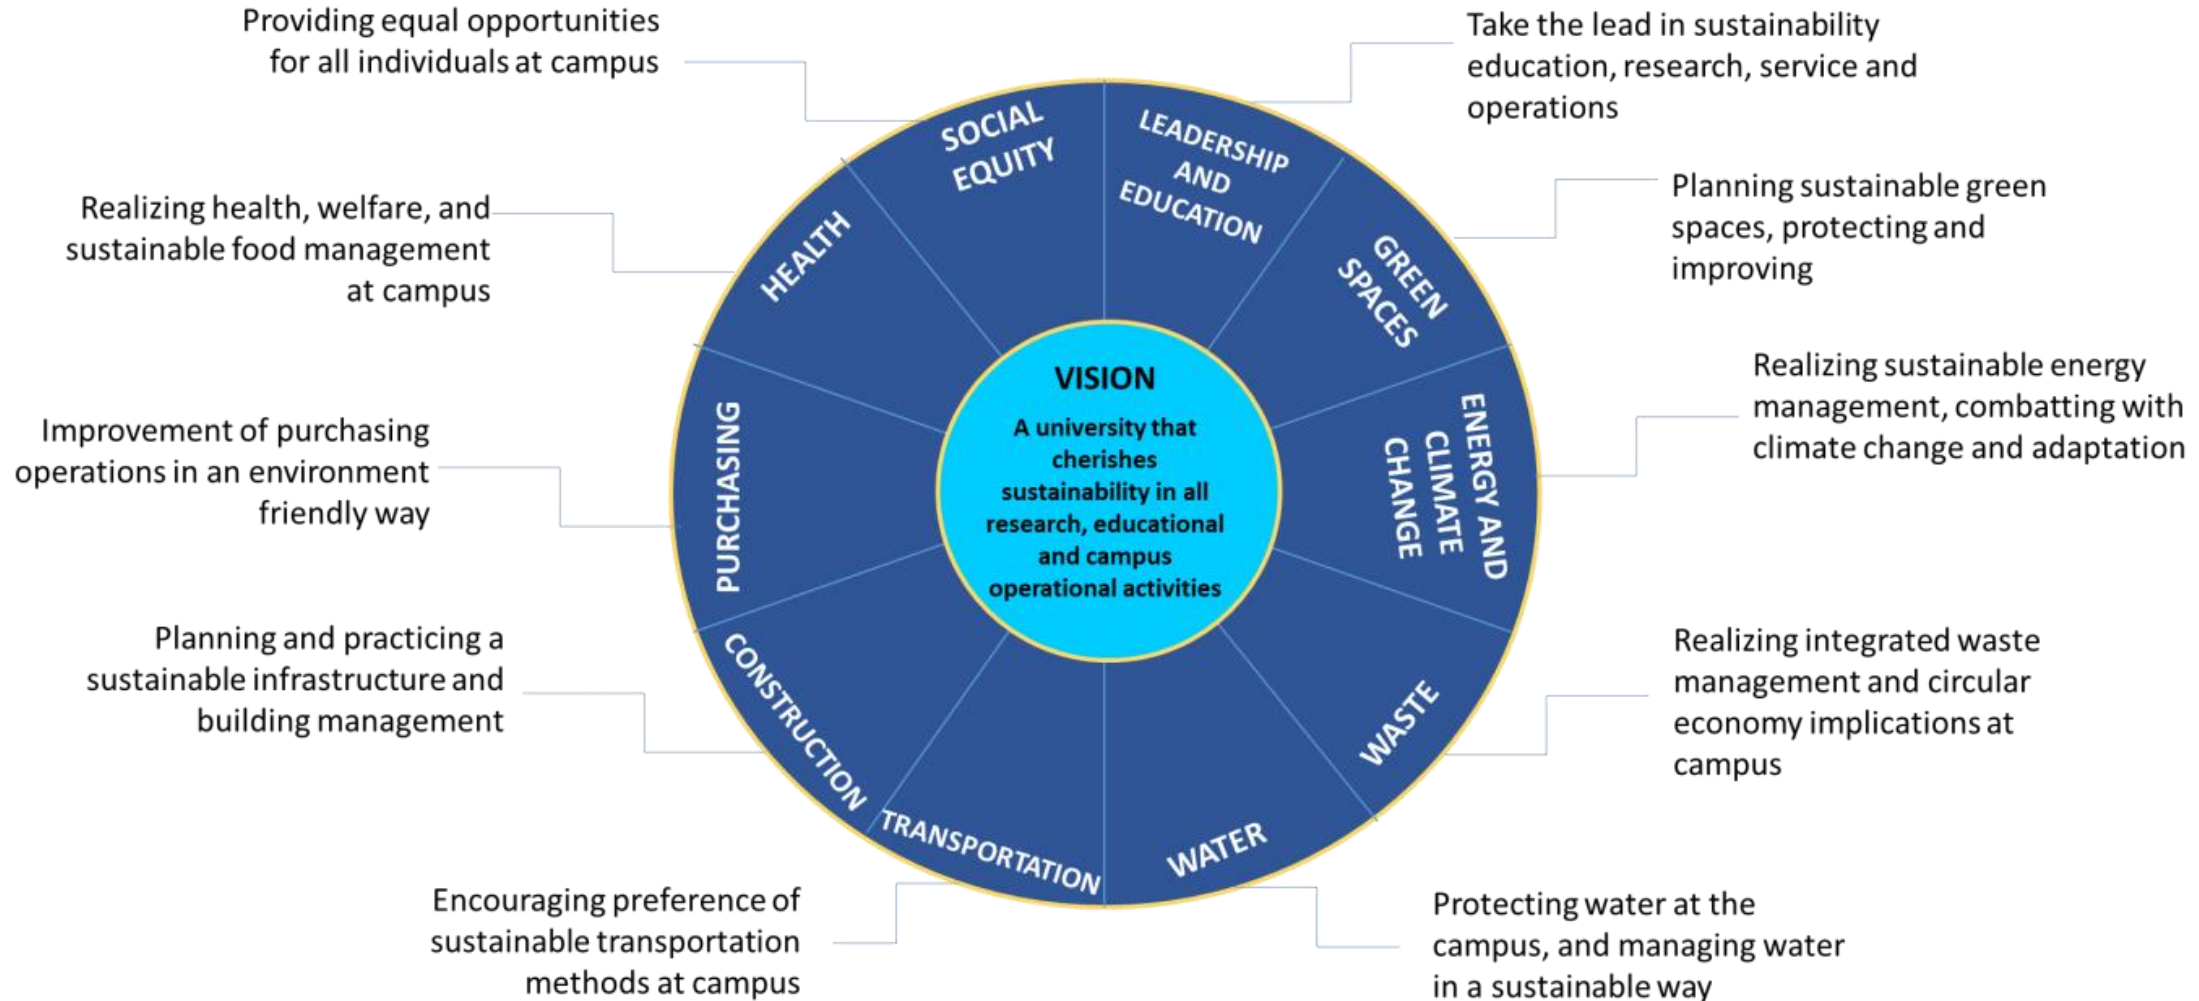 Providing equal opportunities
for all individuals at campus
Take the lead in sustainability
education, research, service and
operations
SOCIAL
EQUITY
LEADERSHIP
AND
EDUCATION
Realizing health, welfare, and
sustainable food management
at campus
HEALTH
GREEN
SPACES
Planning sustainable green
spaces, protecting and
improving
Improvement of purchasing
operations in an environment
friendly way
PURCHASING
VISION
A university that
cherishes
sustainability in all
research, educational
and campus
operational activities
ENERGY AND
CLIMATE
CHANGE
Realizing sustainable energy
management, combatting with
climate change and adaptation
Planning and practicing a
sustainable infrastructure and
building management
CONSTRUCTION
WASTE
Realizing integrated waste
management and circular
economy implications at
campus
TRANSPORTATION
WATER
Encouraging preference of
sustainable transportation
methods at campus
Protecting water at the
campus, and managing water
in a sustainable way